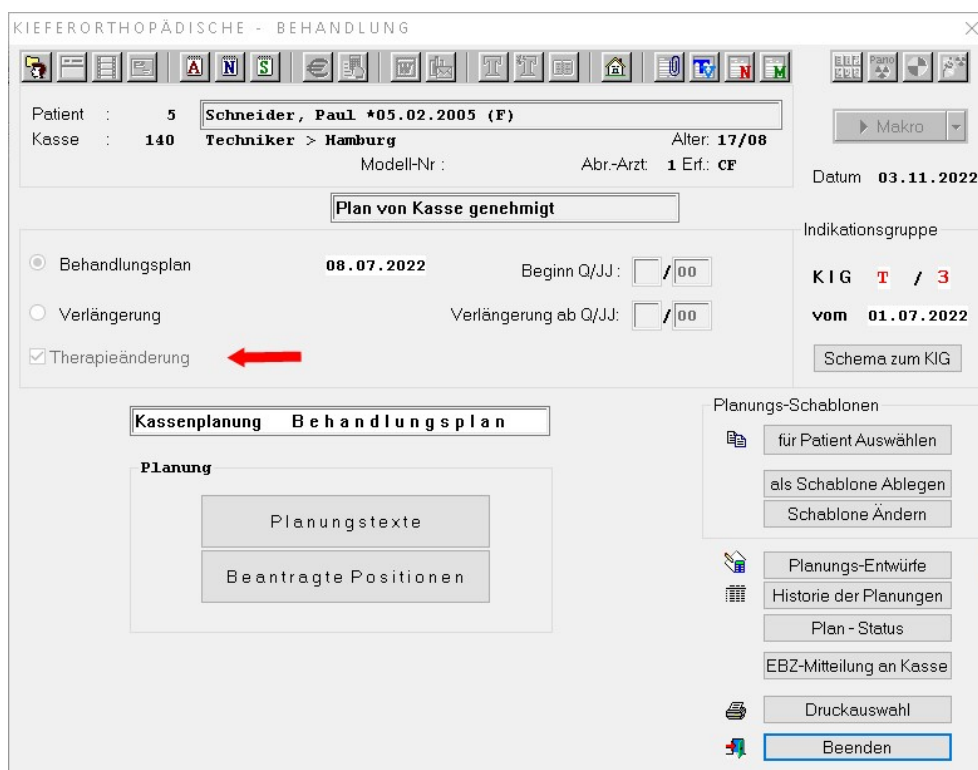 KIEFERORTHOPÄDISCHE - BEHANDLUNG
A N S € W T T T TV N M Pano
Patient : 5 Schneider, Paul *05.02.2005 (F)
Makro
Kasse : 140 Techniker > Hamburg Alter: 17/08
Modell-Nr : Abr.-Arzt: 1 Erf.: CF
Datum 03.11.2022
Plan von Kasse genehmigt
Indikationsgruppe
Behandlungsplan 08.07.2022 Beginn Q/JJ : / 00
KIG T / 3
Verlängerung Verlängerung ab Q/JJ: / 00
vom 01.07.2022
Therapieänderung
Schema zum KIG
Kassenplanung Behandlungsplan
Planungs-Schablonen
für Patient Auswählen
Planung
als Schablone Ablegen
Planungstexte
Schablone Ändern
Beantragte Positionen
Planungs-Entwürfe
Historie der Planungen
Plan - Status
EBZ-Mitteilung an Kasse
Druckauswahl
Beenden